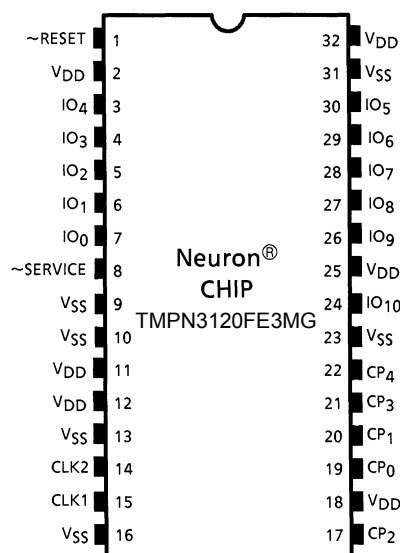 ~RESET 1 32 VDD
VDD 2 31 VSS
IO4 3 30 IO5
IO3 4 29 IO6
IO2 5 28 IO7
IO1 6 27 IO8
IO0 7 26 IO9
~SERVICE 8 25 VDD
Neuron®
CHIP
TMPN3120FE3MG
VSS 9 24 IO10
VSS 10 23 VSS
VDD 11 22 CP4
VDD 12 21 CP3
VSS 13 20 CP1
CLK2 14 19 CP0
CLK1 15 18 VDD
VSS 16 17 CP2